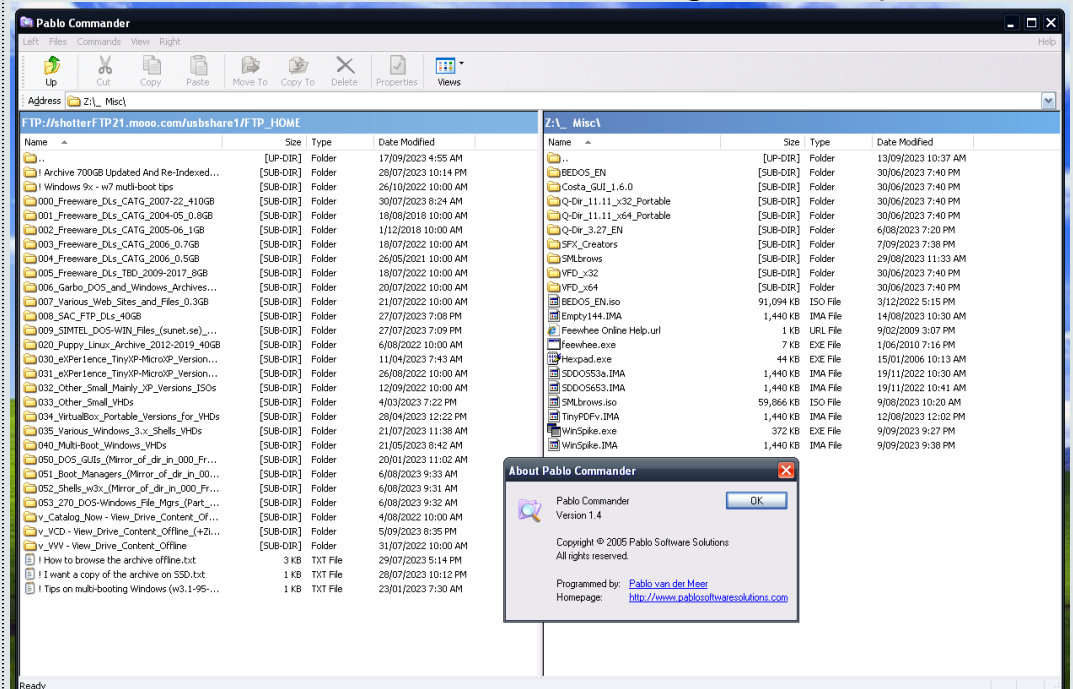 Pablo Commander
Left Files Commands View Right Help
Up Cut Copy Paste Move To Copy To Delete Properties Views
Address Z:\_ Misc\
FTP://shotterFTP21.mooo.com/usbshare1/FTP_HOME
Name Size Type Date Modified
.. [UP-DIR] Folder 17/09/2023 4:55 AM
! Archive 700GB Updated And Re-Indexed... [SUB-DIR] Folder 28/07/2023 10:14 PM
! Windows 9x - w7 mutli-boot tips [SUB-DIR] Folder 26/10/2022 10:00 AM
000_Freeware_DLs_CATG_2007-22_410GB [SUB-DIR] Folder 30/07/2023 8:24 AM
001_Freeware_DLs_CATG_2004-05_0.8GB [SUB-DIR] Folder 18/08/2018 10:00 AM
002_Freeware_DLs_CATG_2005-06_1GB [SUB-DIR] Folder 1/12/2018 10:00 AM
003_Freeware_DLs_CATG_2006_0.7GB [SUB-DIR] Folder 18/07/2022 10:00 AM
004_Freeware_DLs_CATG_2006_0.5GB [SUB-DIR] Folder 26/05/2021 10:00 AM
005_Freeware_DLs_TBD_2009-2017_8GB [SUB-DIR] Folder 18/07/2022 10:00 AM
006_Garbo_DOS_and_Windows_Archives... [SUB-DIR] Folder 20/07/2022 10:00 AM
007_Various_Web_Sites_and_Files_0.3GB [SUB-DIR] Folder 21/07/2022 10:00 AM
008_SAC_FTP_DLs_40GB [SUB-DIR] Folder 27/07/2023 7:08 PM
009_SIMTEL_DOS-WIN_Files_(sunet.se)_... [SUB-DIR] Folder 27/07/2023 7:09 PM
020_Puppy_Linux_Archive_2012-2019_40GB [SUB-DIR] Folder 6/08/2022 10:00 AM
030_eXPer1ence_TinyXP-MicroXP_Version... [SUB-DIR] Folder 11/04/2023 7:43 AM
031_eXPer1ence_TinyXP-MicroXP_Version... [SUB-DIR] Folder 26/08/2022 10:00 AM
032_Other_Small_Mainly_XP_Versions_ISOs [SUB-DIR] Folder 12/09/2022 10:00 AM
033_Other_Small_VHDs [SUB-DIR] Folder 4/03/2023 7:22 PM
034_VirtualBox_Portable_Versions_for_VHDs [SUB-DIR] Folder 28/04/2023 12:22 PM
035_Various_Windows_3.x_Shells_VHDs [SUB-DIR] Folder 21/07/2023 11:38 AM
040_Multi-Boot_Windows_VHDs [SUB-DIR] Folder 21/05/2023 8:42 AM
050_DOS_GUIs_(Mirror_of_dir_in_000_Fr... [SUB-DIR] Folder 20/01/2023 11:02 AM
051_Boot_Managers_(Mirror_of_dir_in_00... [SUB-DIR] Folder 6/08/2023 9:33 AM
052_Shells_w3x_(Mirror_of_dir_in_000_Fr... [SUB-DIR] Folder 6/08/2023 9:31 AM
053_270_DOS-Windows_File_Mgrs_(Part_... [SUB-DIR] Folder 6/08/2023 9:32 AM
v_Catalog_Now - View_Drive_Content_Of... [SUB-DIR] Folder 4/08/2022 10:00 AM
v_VCD - View_Drive_Content_Offline_(+Zi... [SUB-DIR] Folder 5/09/2023 8:35 PM
v_VVV - View_Drive_Content_Offline [SUB-DIR] Folder 31/07/2022 10:00 AM
! How to browse the archive offline.txt 3 KB TXT File 29/07/2023 5:14 PM
! I want a copy of the archive on SSD.txt 1 KB TXT File 28/07/2023 10:12 PM
! Tips on multi-booting Windows (w3.1-95-... 1 KB TXT File 23/01/2023 7:30 AM
Z:\_ Misc\
Name Size Type Date Modified
.. [UP-DIR] Folder 13/09/2023 10:37 AM
BEDOS_EN [SUB-DIR] Folder 30/06/2023 7:40 PM
Costa_GUI_1.6.0 [SUB-DIR] Folder 30/06/2023 7:40 PM
Q-Dir_11.11_x32_Portable [SUB-DIR] Folder 30/06/2023 7:40 PM
Q-Dir_11.11_x64_Portable [SUB-DIR] Folder 30/06/2023 7:40 PM
Q-Dir_3.27_EN [SUB-DIR] Folder 6/08/2023 7:20 PM
SFX_Creators [SUB-DIR] Folder 7/09/2023 7:38 PM
SMLbrows [SUB-DIR] Folder 29/08/2023 11:33 AM
VFD_x32 [SUB-DIR] Folder 30/06/2023 7:40 PM
VFD_x64 [SUB-DIR] Folder 30/06/2023 7:40 PM
BEDOS_EN.iso 91,094 KB ISO File 3/12/2022 5:15 PM
Empty144.IMA 1,440 KB IMA File 14/08/2023 10:30 AM
Feewhee Online Help.url 1 KB URL File 9/02/2009 3:07 PM
feewhee.exe 7 KB EXE File 1/06/2010 7:16 PM
Hexpad.exe 44 KB EXE File 15/01/2006 10:13 AM
SDDOS53a.IMA 1,440 KB IMA File 19/11/2022 10:30 AM
SDDOS653.IMA 1,440 KB IMA File 19/11/2022 10:41 AM
SMLbrows.iso 59,866 KB ISO File 9/08/2023 10:20 AM
TinyPDFv.IMA 1,440 KB IMA File 12/08/2023 12:02 PM
WinSpike.exe 372 KB EXE File 9/09/2023 9:27 PM
WinSpike.IMA 1,440 KB IMA File 9/09/2023 9:38 PM
About Pablo Commander
Pablo Commander OK
Version 1.4
Copyright © 2005 Pablo Software Solutions
All rights reserved.
Programmed by: Pablo van der Meer
Homepage: http://www.pablosoftwaresolutions.com
Ready